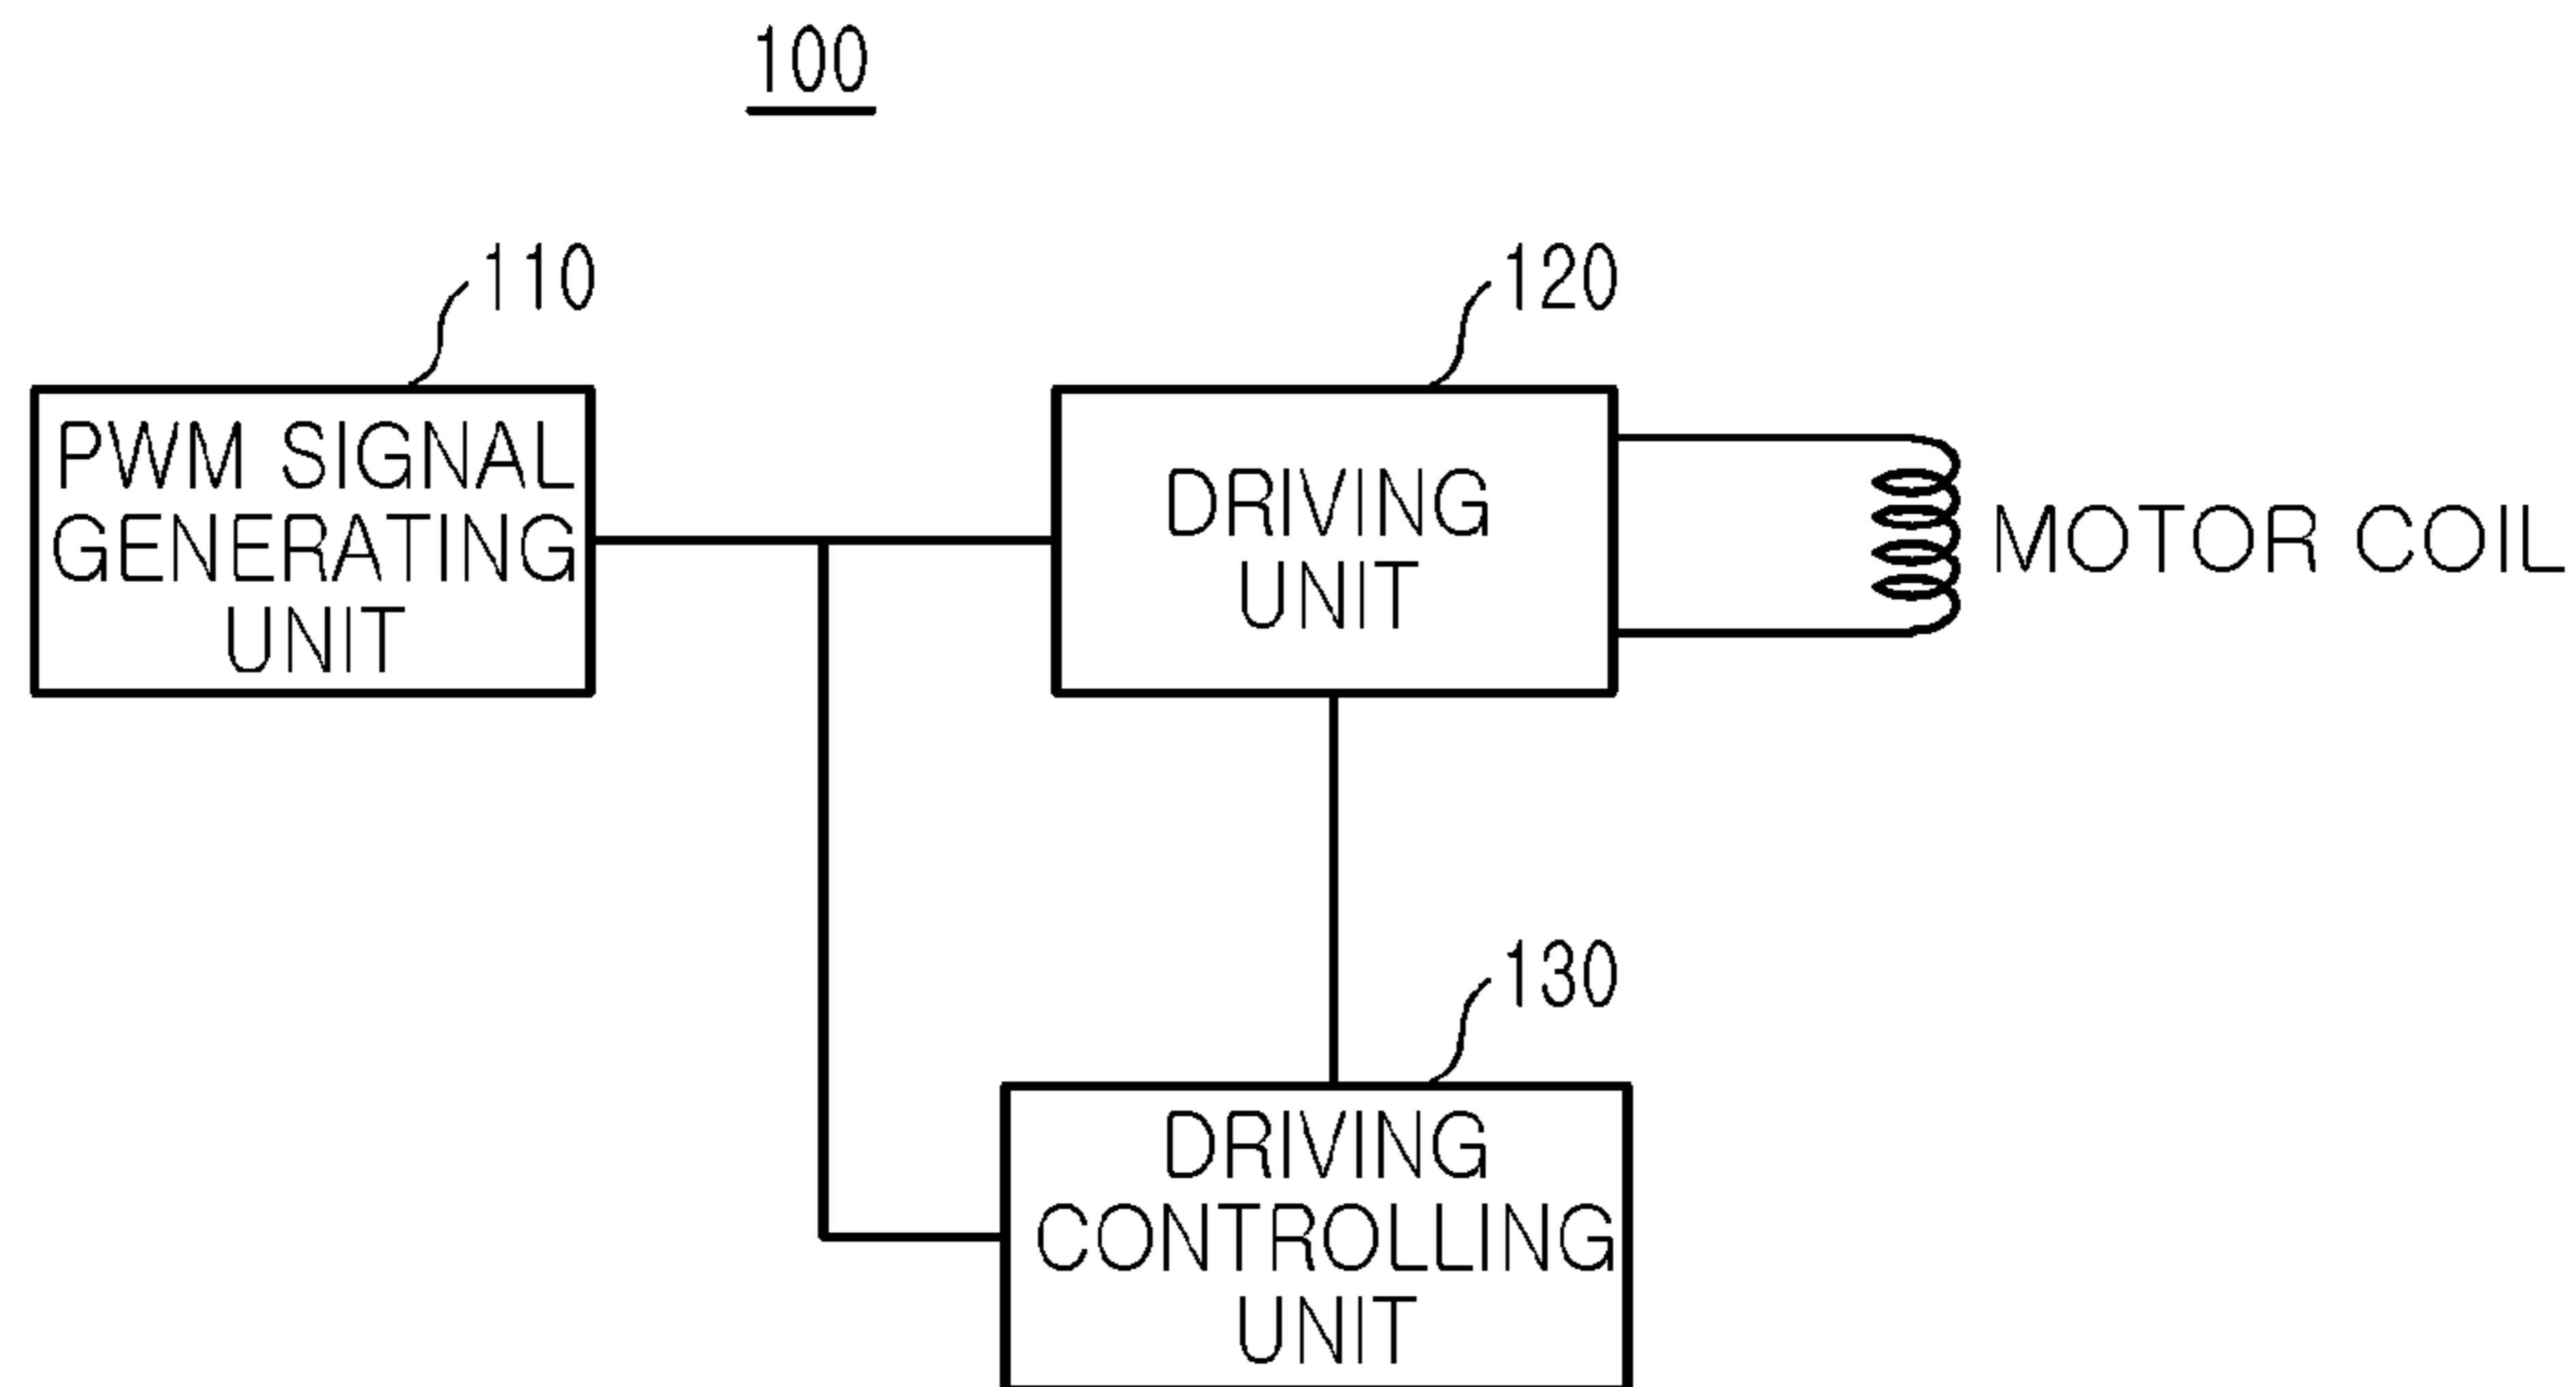 100
110
PWM SIGNAL
GENERATING
UNIT
120
DRIVING
UNIT
MOTOR COIL
130
DRIVING
CONTROLLING
UNIT